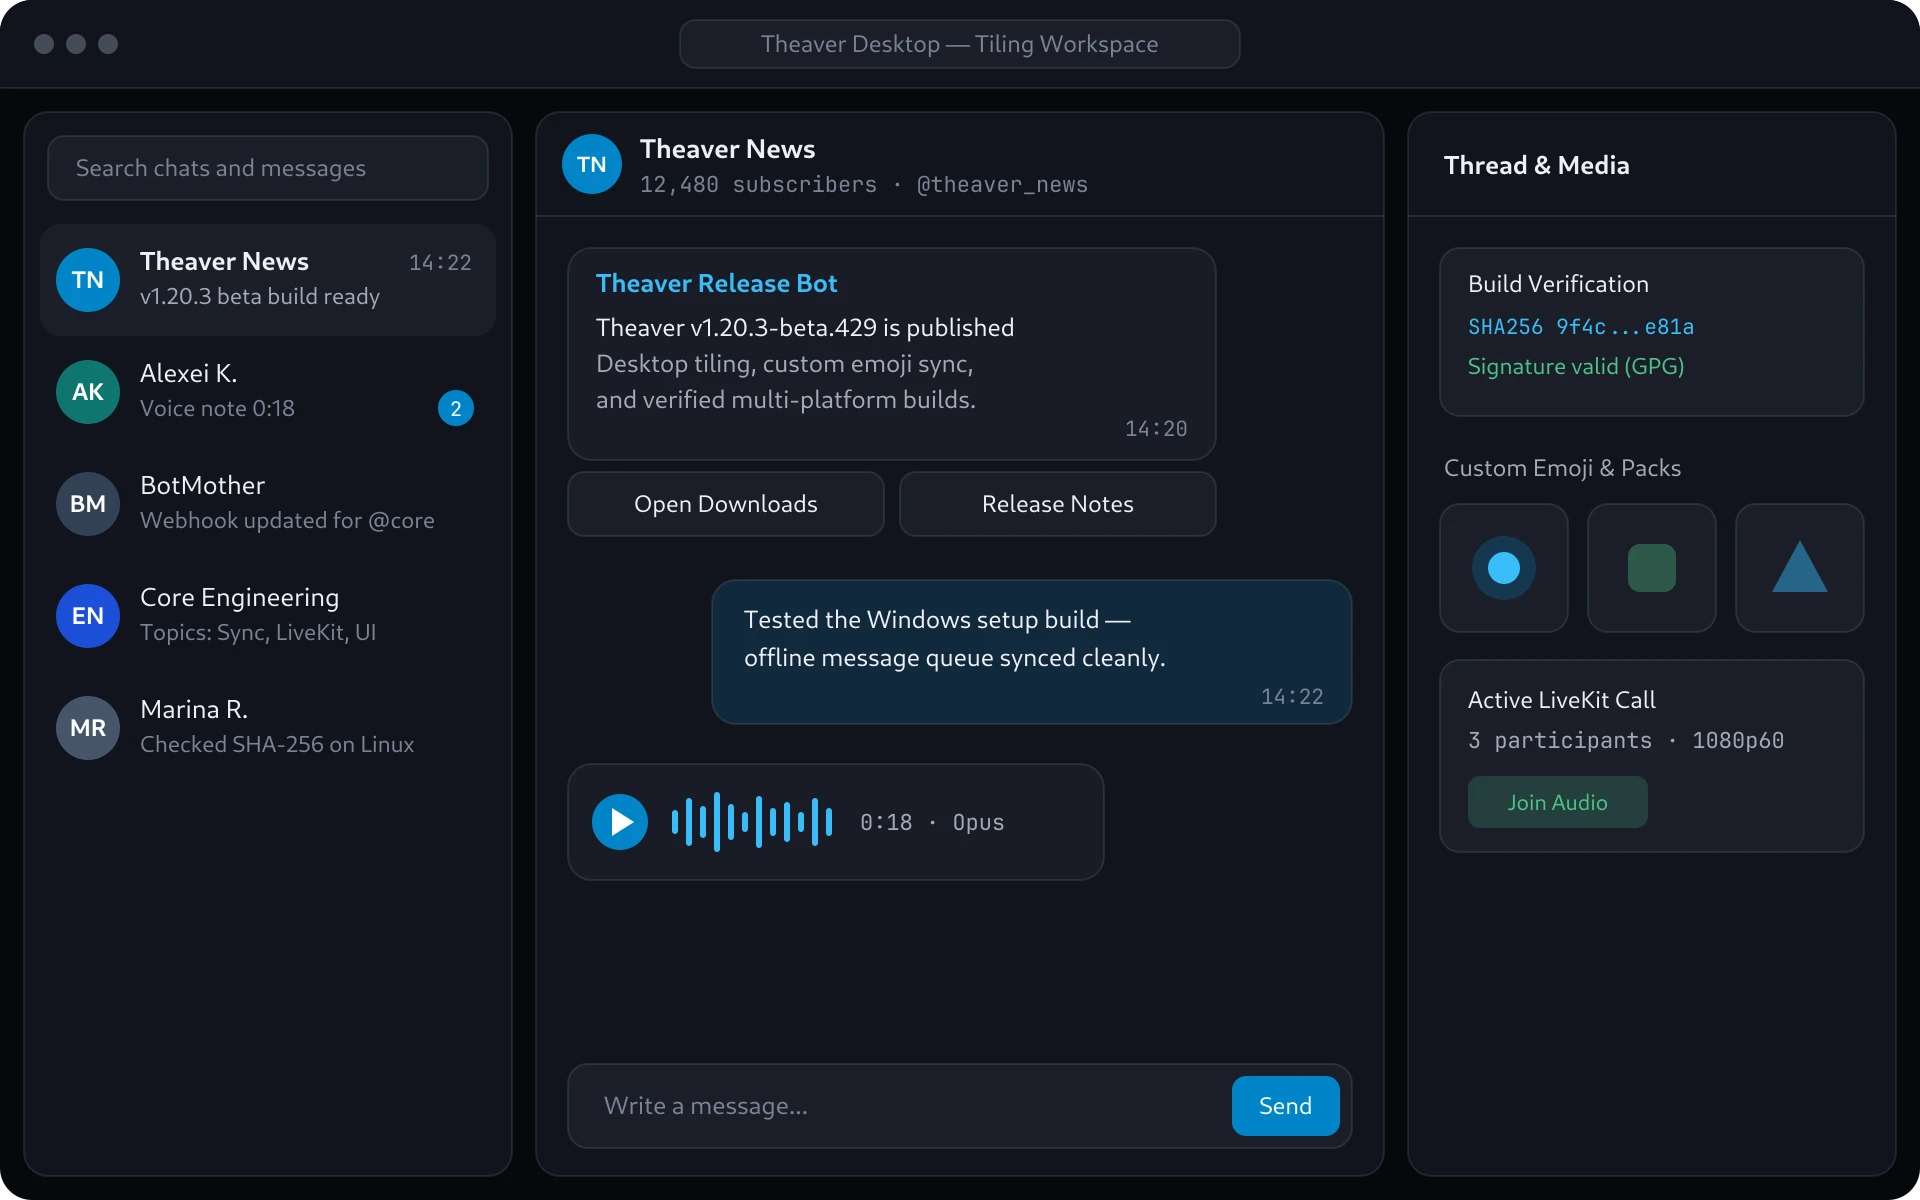 Theaver Desktop — Tiling Workspace
Search chats and messages
TN
Theaver News
14:22
v1.20.3 beta build ready
AK
Alexei K.
Voice note 0:18
2
BM
BotMother
Webhook updated for @core
EN
Core Engineering
Topics: Sync, LiveKit, UI
MR
Marina R.
Checked SHA-256 on Linux
TN
Theaver News
12,480 subscribers · @theaver_news
Theaver Release Bot
Theaver v1.20.3-beta.429 is published
Desktop tiling, custom emoji sync,
and verified multi-platform builds.
14:20
Open Downloads
Release Notes
Tested the Windows setup build —
offline message queue synced cleanly.
14:22
0:18 · Opus
Write a message...
Send
Thread & Media
Build Verification
SHA256 9f4c...e81a
Signature valid (GPG)
Custom Emoji & Packs
Active LiveKit Call
3 participants · 1080p60
Join Audio